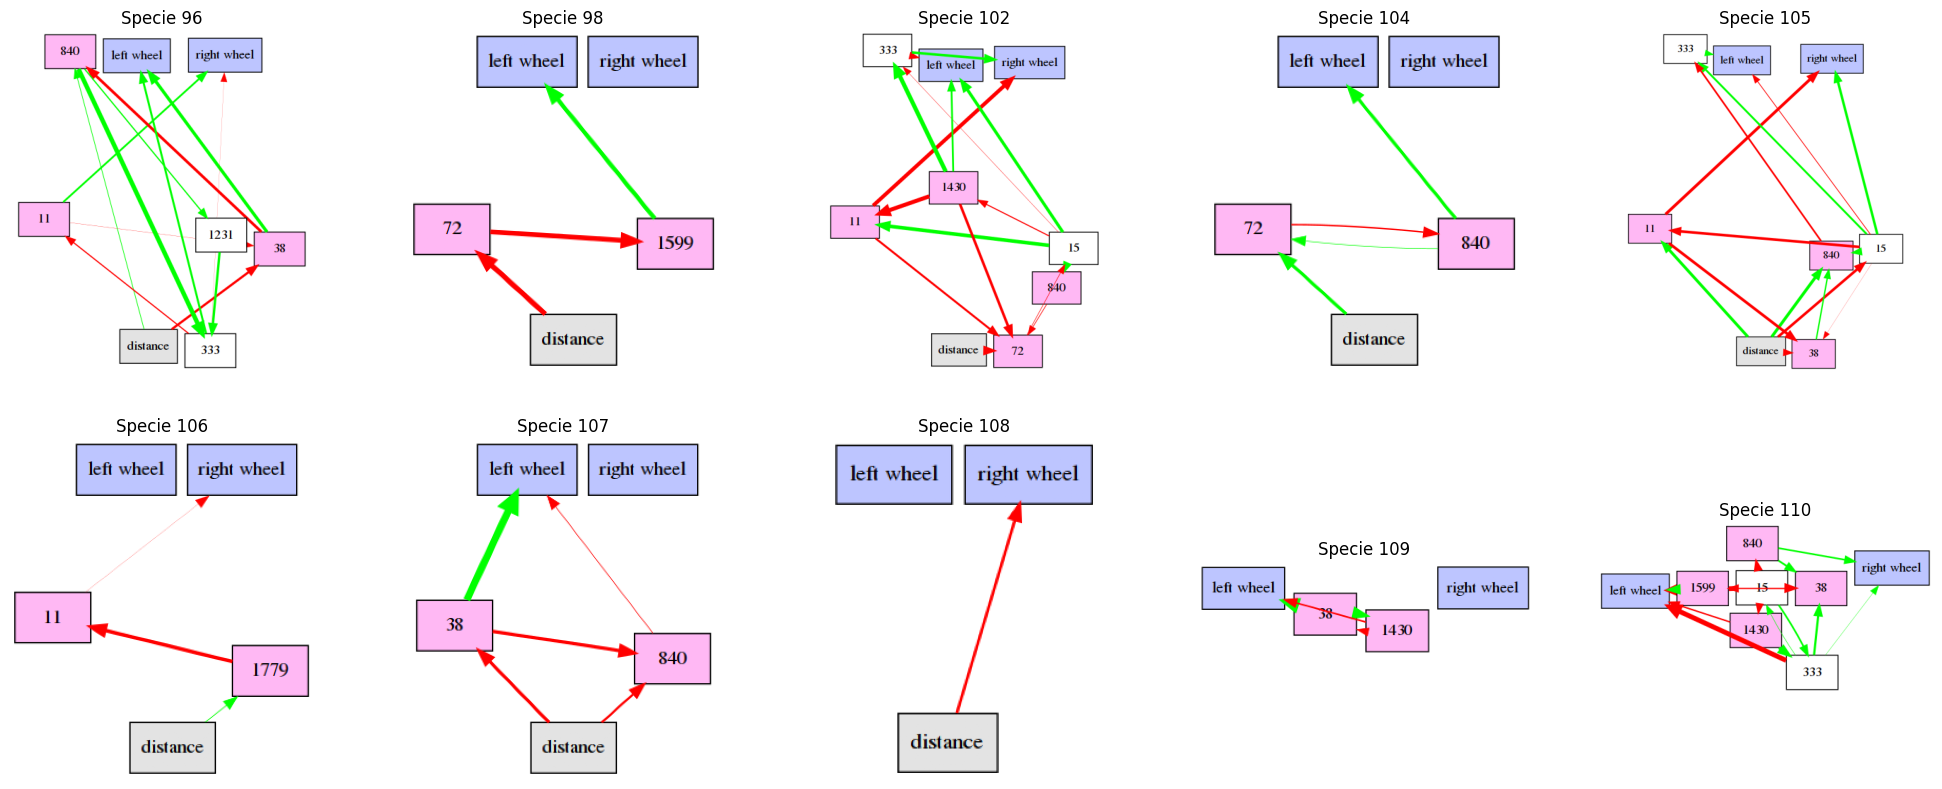 Specie 96
840
left wheel
right wheel
11
1231
38
distance
333
Specie 98
left wheel
right wheel
72
1599
distance
Specie 102
333
left wheel
right wheel
1430
11
15
840
distance
72
Specie 104
left wheel
right wheel
72
840
distance
Specie 105
333
left wheel
right wheel
11
15
840
distance
38
Specie 106
left wheel
right wheel
11
1779
distance
Specie 107
left wheel
right wheel
38
840
distance
Specie 108
left wheel
right wheel
distance
Specie 109
left wheel
right wheel
38
1430
Specie 110
840
right wheel
left wheel
1599
15
38
1430
333